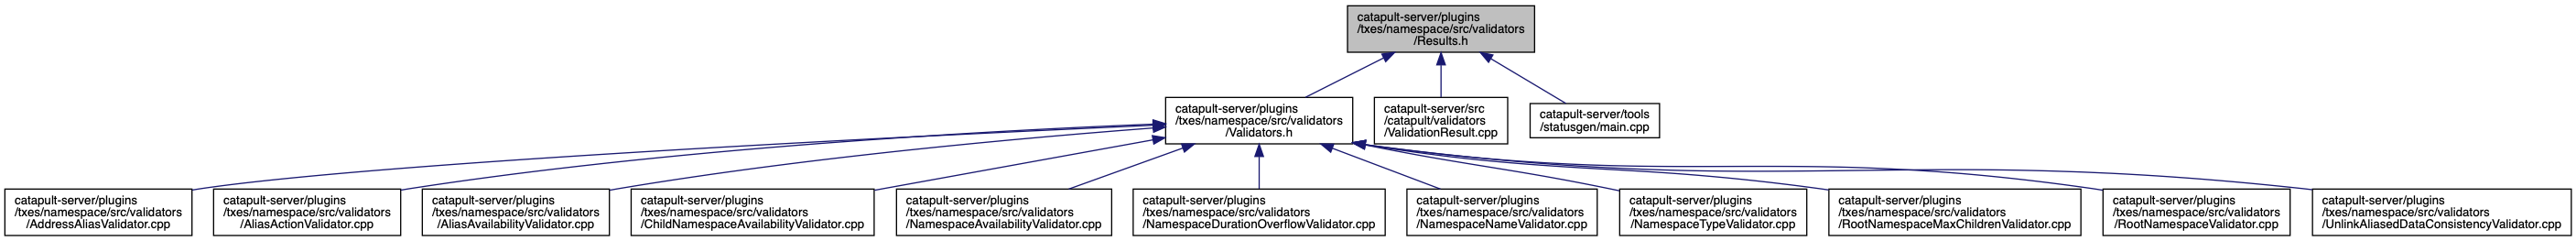 catapult-server/plugins
/txes/namespace/src/validators
/Results.h
catapult-server/plugins
/txes/namespace/src/validators
/Validators.h
catapult-server/src
/catapult/validators
/ValidationResult.cpp
catapult-server/tools
/statusgen/main.cpp
catapult-server/plugins
/txes/namespace/src/validators
/AddressAliasValidator.cpp
catapult-server/plugins
/txes/namespace/src/validators
/AliasActionValidator.cpp
catapult-server/plugins
/txes/namespace/src/validators
/AliasAvailabilityValidator.cpp
catapult-server/plugins
/txes/namespace/src/validators
/ChildNamespaceAvailabilityValidator.cpp
catapult-server/plugins
/txes/namespace/src/validators
/NamespaceAvailabilityValidator.cpp
catapult-server/plugins
/txes/namespace/src/validators
/NamespaceDurationOverflowValidator.cpp
catapult-server/plugins
/txes/namespace/src/validators
/NamespaceNameValidator.cpp
catapult-server/plugins
/txes/namespace/src/validators
/NamespaceTypeValidator.cpp
catapult-server/plugins
/txes/namespace/src/validators
/RootNamespaceMaxChildrenValidator.cpp
catapult-server/plugins
/txes/namespace/src/validators
/RootNamespaceValidator.cpp
catapult-server/plugins
/txes/namespace/src/validators
/UnlinkAliasedDataConsistencyValidator.cpp